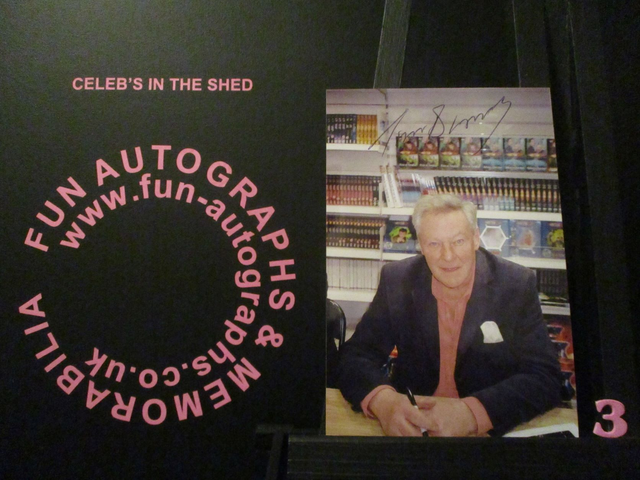 CELEB'S IN THE SHED
FUN AUTOGRAPHS & MEMORABILIA
www.fun-autographs.co.uk
3